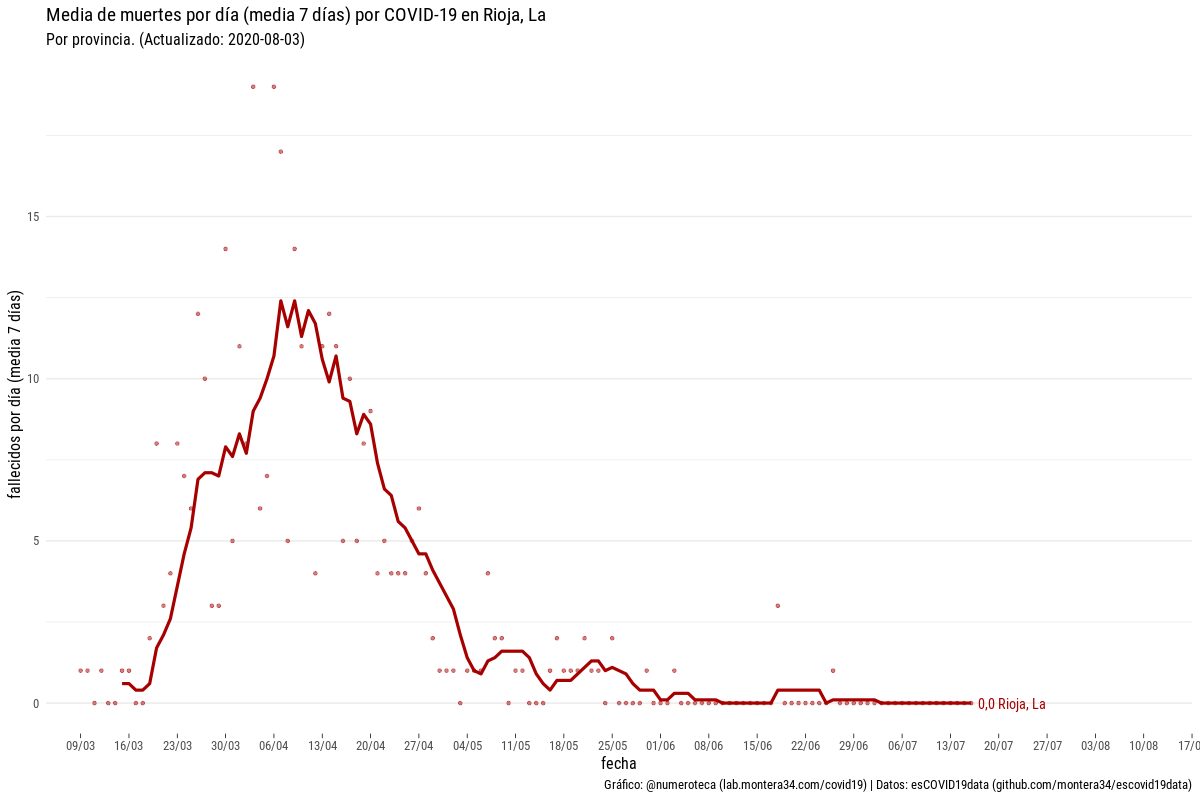 Media de muertes por día (media 7 días) por COVID-19 en Rioja, La
Por provincia. (Actualizado: 2020-08-03)
fallecidos por día (media 7 días)
15
10
5
0
0,0 Rioja, La
09/03 16/03 23/03 30/03 06/04 13/04 20/04 27/04 04/05 11/05 18/05 25/05 01/06 08/06 15/06 22/06 29/06 06/07 13/07 20/07 27/07 03/08 10/08 17/0
fecha
Gráfico: @numeroteca (lab.montera34.com/covid19) | Datos: esCOVID19data (github.com/montera34/escovid19data)